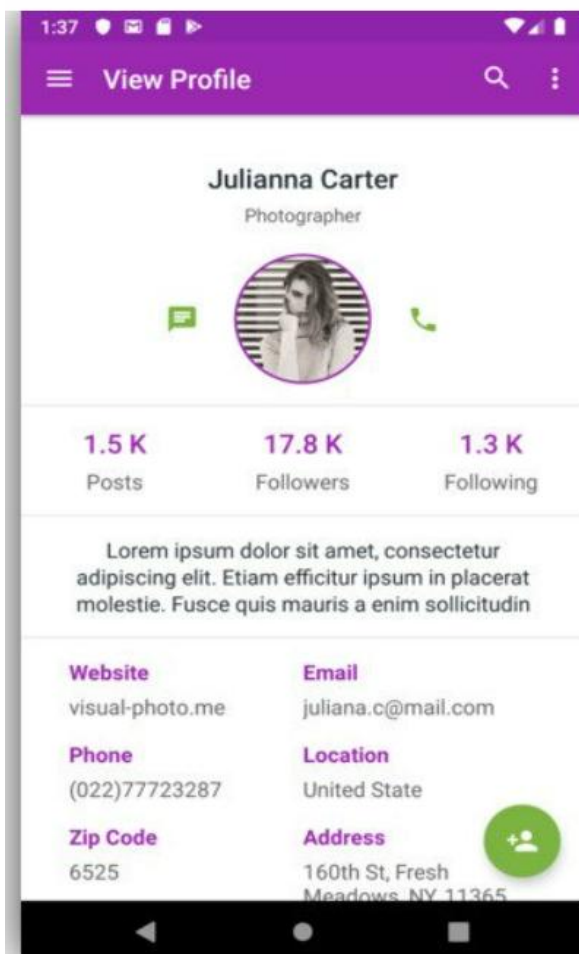 1:37
View Profile
Julianna Carter
Photographer
1.5 K
17.8 K
1.3 K
Posts
Followers
Following
Lorem ipsum dolor sit amet, consectetur
adipiscing elit. Etiam efficitur ipsum in placerat
molestie. Fusce quis mauris a enim sollicitudin
Website
Email
visual-photo.me
juliana.c@mail.com
Phone
Location
(022)77723287
United State
Zip Code
Address
6525
160th St, Fresh
Meadows, NY, 11365